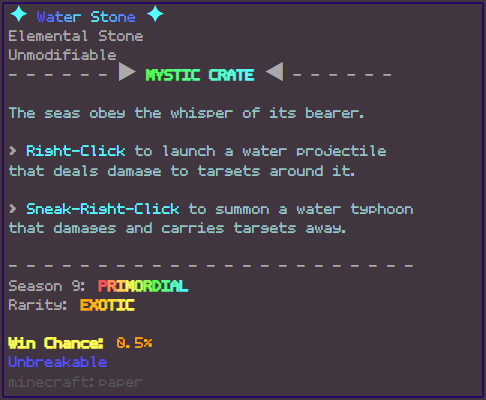 ✦ Water Stone ✦
Elemental Stone
Unmodifiable
- - - - - - ▶ MYSTIC CRATE ◀ - - - - - -
The seas obey the whisper of its bearer.
› Right-Click to launch a water projectile
that deals damage to targets around it.
› Sneak-Right-Click to summon a water typhoon
that damages and carries targets away.
- - - - - - - - - - - - - - - - - - - - - - - -
Season 9: PRIMORDIAL
Rarity: EXOTIC
Win Chance: 0.5%
Unbreakable
minecraft:paper